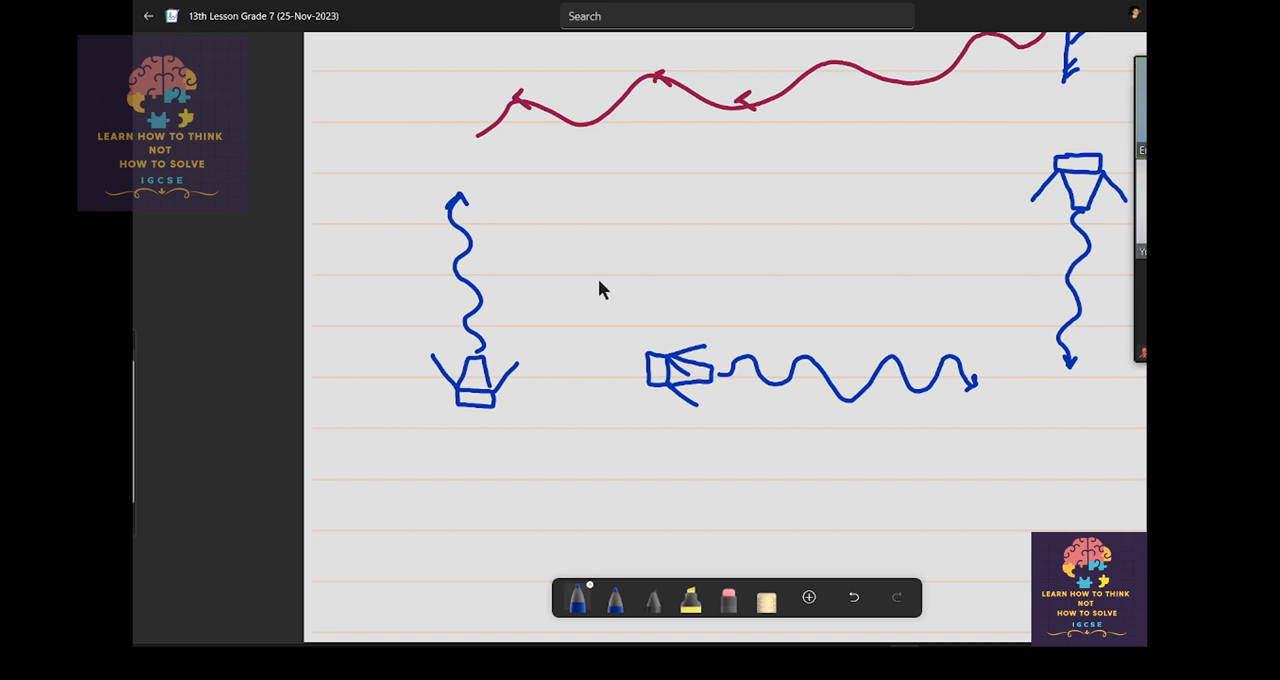 13th Lesson Grade 7 (25-Nov-2023)
Search
LEARN HOW TO THINK
NOT
HOW TO SOLVE
IGCSE
LEARN HOW TO THINK
NOT
HOW TO SOLVE
IGCSE